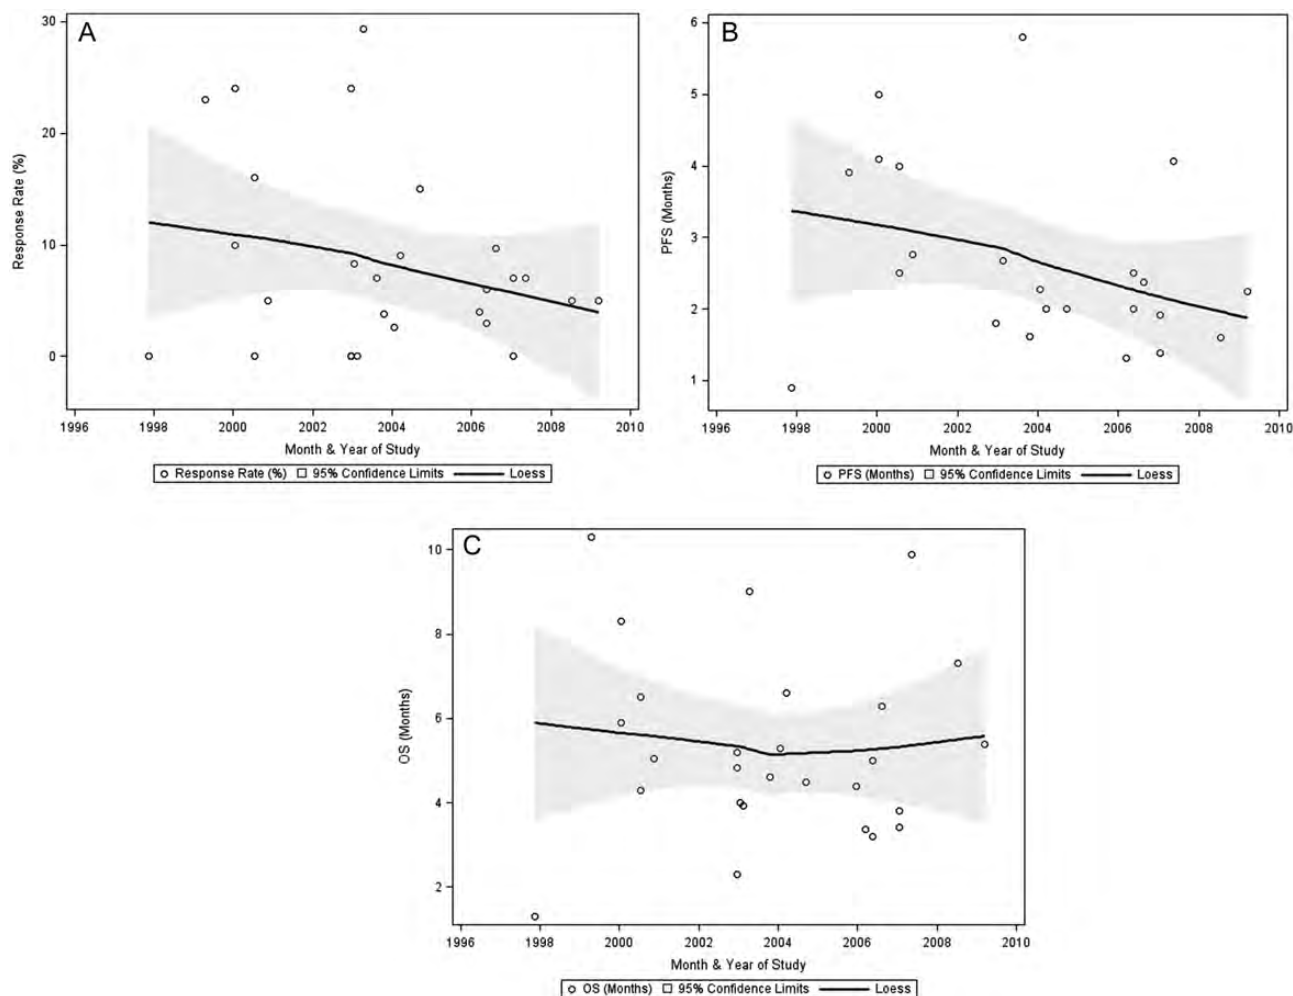 A
30
20
10
0
Response Rate (%)
1996 1998 2000 2002 2004 2006 2008 2010
Month & Year of Study
Response Rate (%) 95% Confidence Limits Loess
B
6
5
4
3
2
1
PFS (Months)
1996 1998 2000 2002 2004 2006 2008 2010
Month & Year of Study
PFS (Months) 95% Confidence Limits Loess
C
10
8
6
4
2
OS (Months)
1996 1998 2000 2002 2004 2006 2008 2010
Month & Year of Study
OS (Months) 95% Confidence Limits Loess